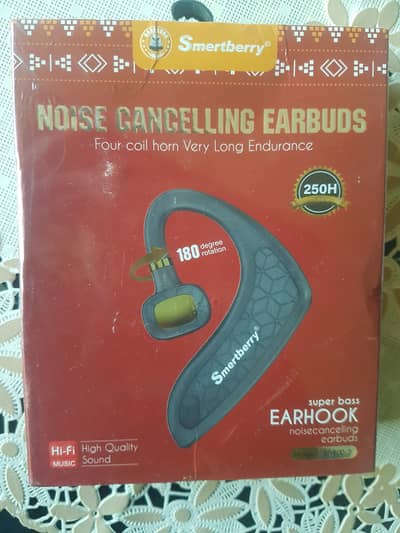 Smertberry®
NOISE CANCELLING EARBUDS
Four coil horn Very Long Endurance
250H
180 degree
rotation
Smertberry®
super bass
EARHOOK
noisecancelling
earbuds
Hi-Fi
MUSIC
High Quality
Sound